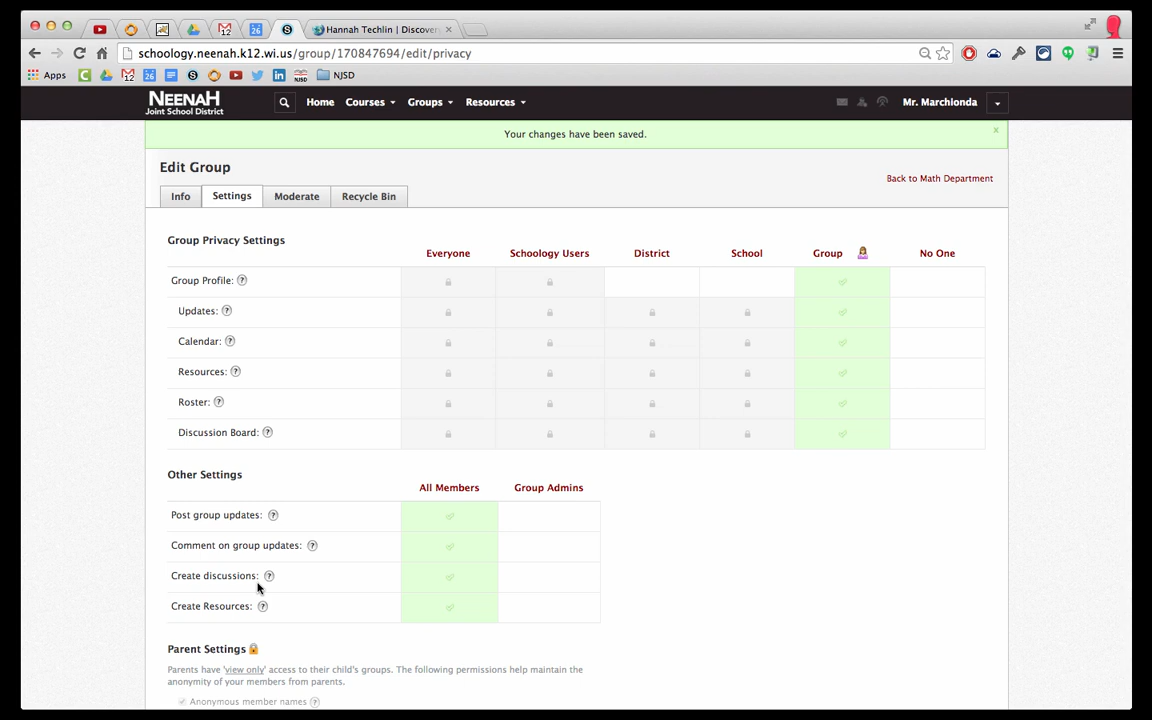 Hannah Techlin | Discover
schoology.neenah.k12.wi.us/group/170847694/edit/privacy
Apps NJSD
NEENAH
Joint School District
Home Courses Groups Resources Mr. Marchionda
Your changes have been saved.
Edit Group
Back to Math Department
Info Settings Moderate Recycle Bin
Group Privacy Settings
Everyone Schoology Users District School Group No One
Group Profile: ?
Updates: ?
Calendar: ?
Resources: ?
Roster: ?
Discussion Board: ?
Other Settings
All Members Group Admins
Post group updates: ?
Comment on group updates: ?
Create discussions: ?
Create Resources: ?
Parent Settings
Parents have 'view only' access to their child's groups. The following permissions help maintain the
anonymity of your members from parents.
Anonymous member names ?